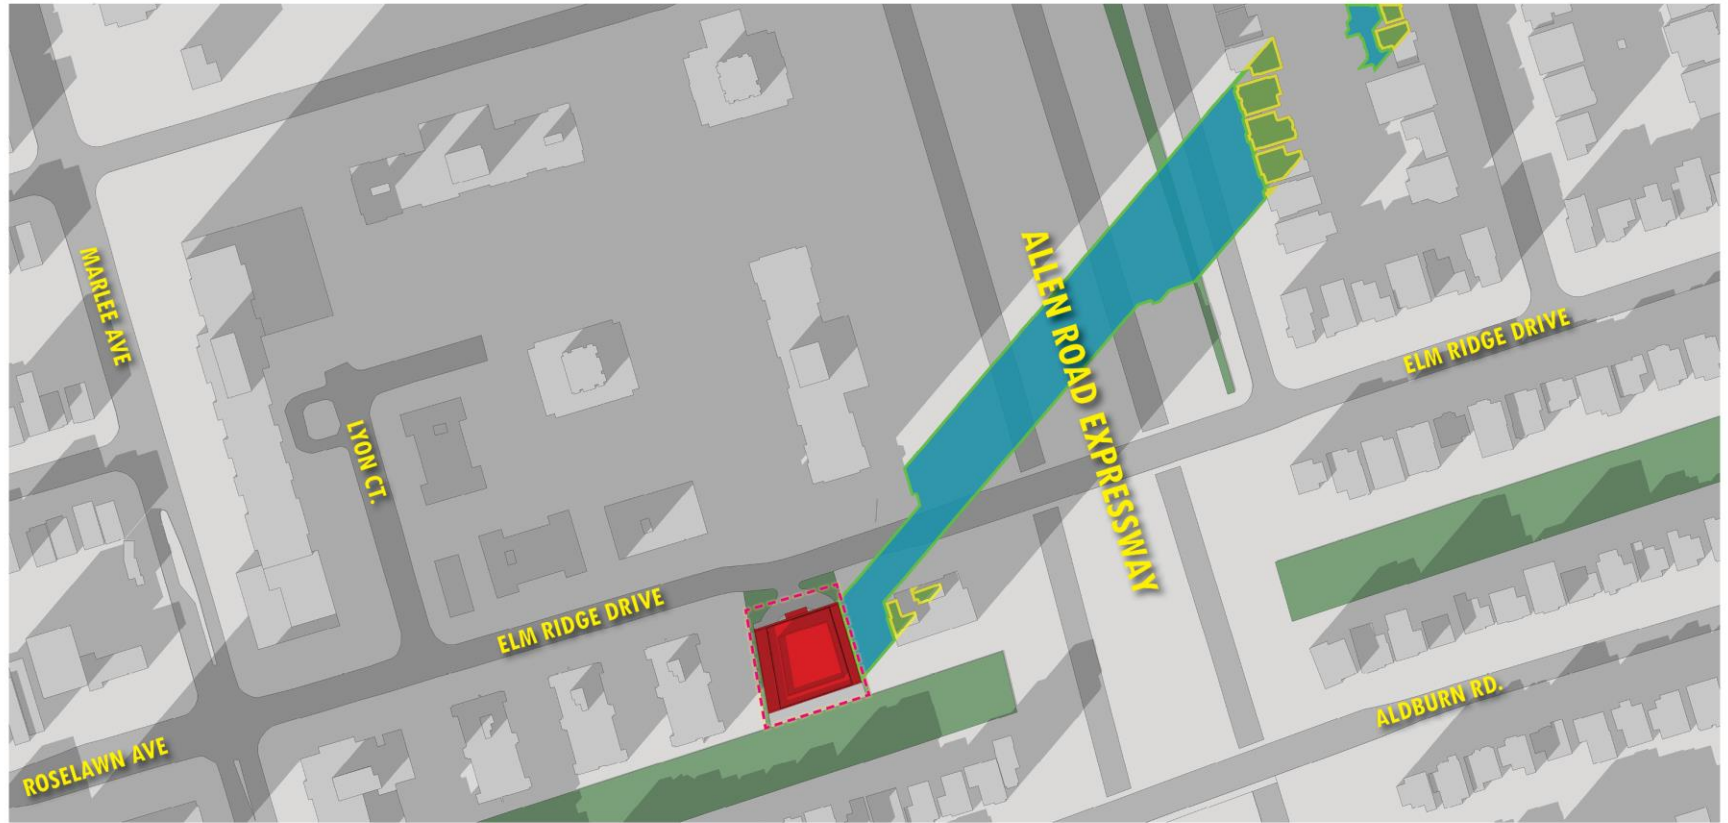 MARLEE AVE
ALLEN ROAD EXPRESSWAY
ELM RIDGE DRIVE
LYON CT.
ELM RIDGE DRIVE
ALDBURN RD.
ROSELAWN AVE